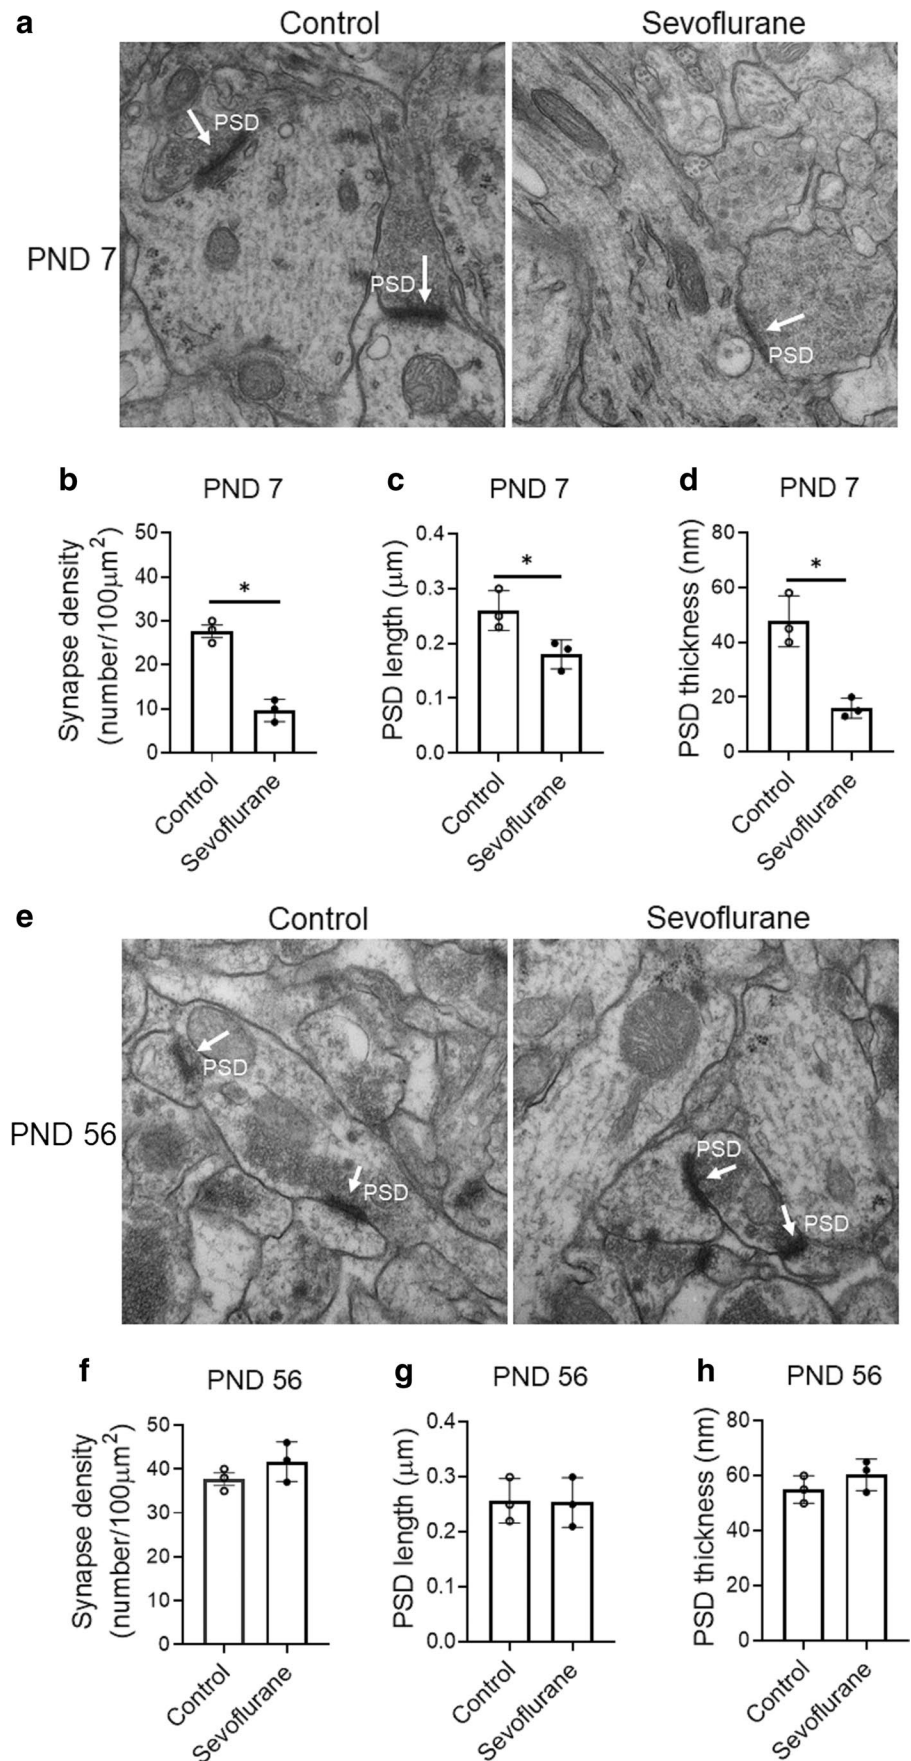 a
Control
Sevoflurane
PSD
PSD
PSD
PND 7
b
PND 7
Synapse density
(number/100μm²)
50
40
30
20
10
0
*
Control
Sevoflurane
c
PND 7
PSD length (μm)
0.4
0.3
0.2
0.1
0.0
*
Control
Sevoflurane
d
PND 7
PSD thickness (nm)
80
60
40
20
0
*
Control
Sevoflurane
e
Control
Sevoflurane
PSD
PSD
PSD
PSD
PND 56
f
PND 56
Synapse density
(number/100μm²)
50
40
30
20
10
0
Control
Sevoflurane
g
PND 56
PSD length (μm)
0.4
0.3
0.2
0.1
0.0
Control
Sevoflurane
h
PND 56
PSD thickness (nm)
80
60
40
20
0
Control
Sevoflurane